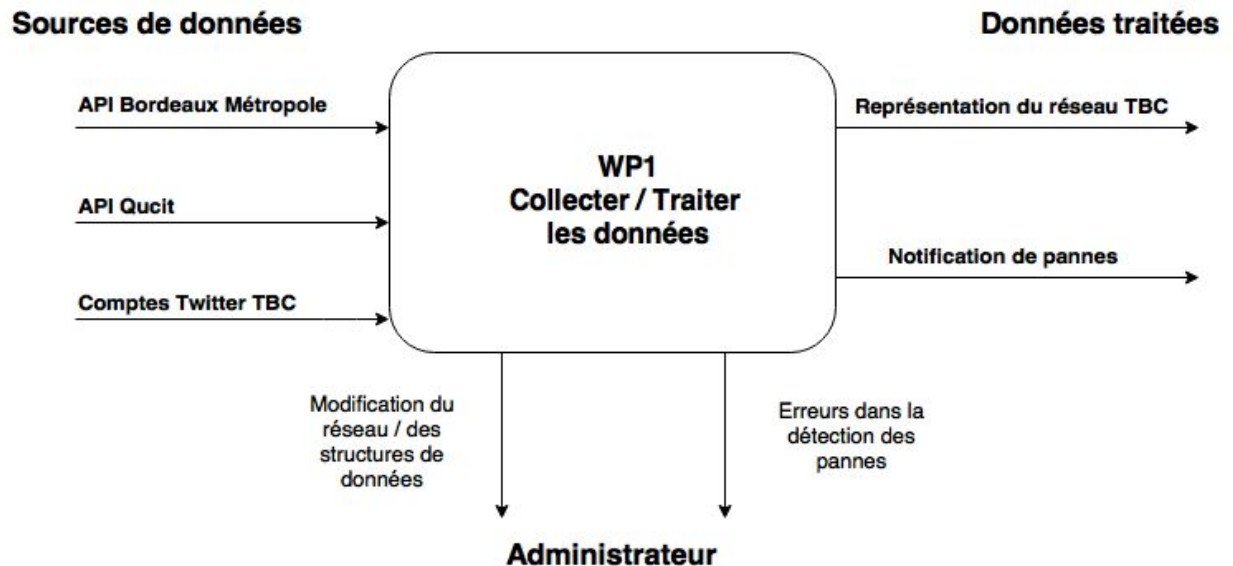 Sources de données
Données traitées
API Bordeaux Métropole
API Qucit
Comptes Twitter TBC
WP1
Collecter / Traiter
les données
Représentation du réseau TBC
Notification de pannes
Modification du
réseau / des
structures de
données
Erreurs dans la
détection des
pannes
Administrateur